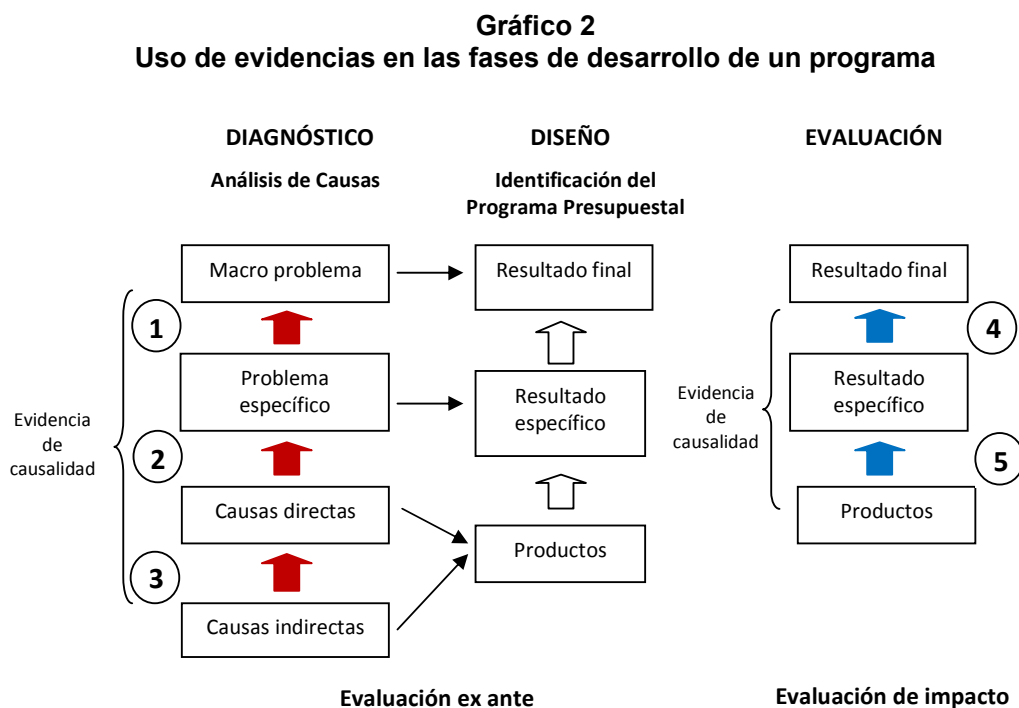 Gráfico 2
Uso de evidencias en las fases de desarrollo de un programa
DIAGNÓSTICO
Análisis de Causas
Macro problema
1
Problema
específico
Evidencia
de
causalidad
2
Causas directas
3
Causas indirectas
DISEÑO
Identificación del
Programa Presupuestal
Resultado final
Resultado
específico
Productos
Evaluación ex ante
EVALUACIÓN
Resultado final
4
Evidencia
de
causalidad
Resultado
específico
5
Productos
Evaluación de impacto